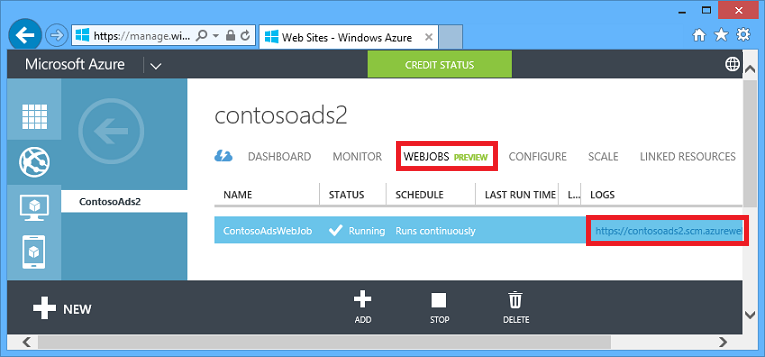 https://manage.wi...
Web Sites - Windows Azure
Microsoft Azure
CREDIT STATUS
contosoads2
DASHBOARD MONITOR WEBJOBS PREVIEW CONFIGURE SCALE LINKED RESOURCES
ContosoAds2
NAME STATUS SCHEDULE LAST RUN TIME L... LOGS
ContosoAdsWebJob Running Runs continuously https://contosoads2.scm.azurewe
NEW
ADD STOP DELETE